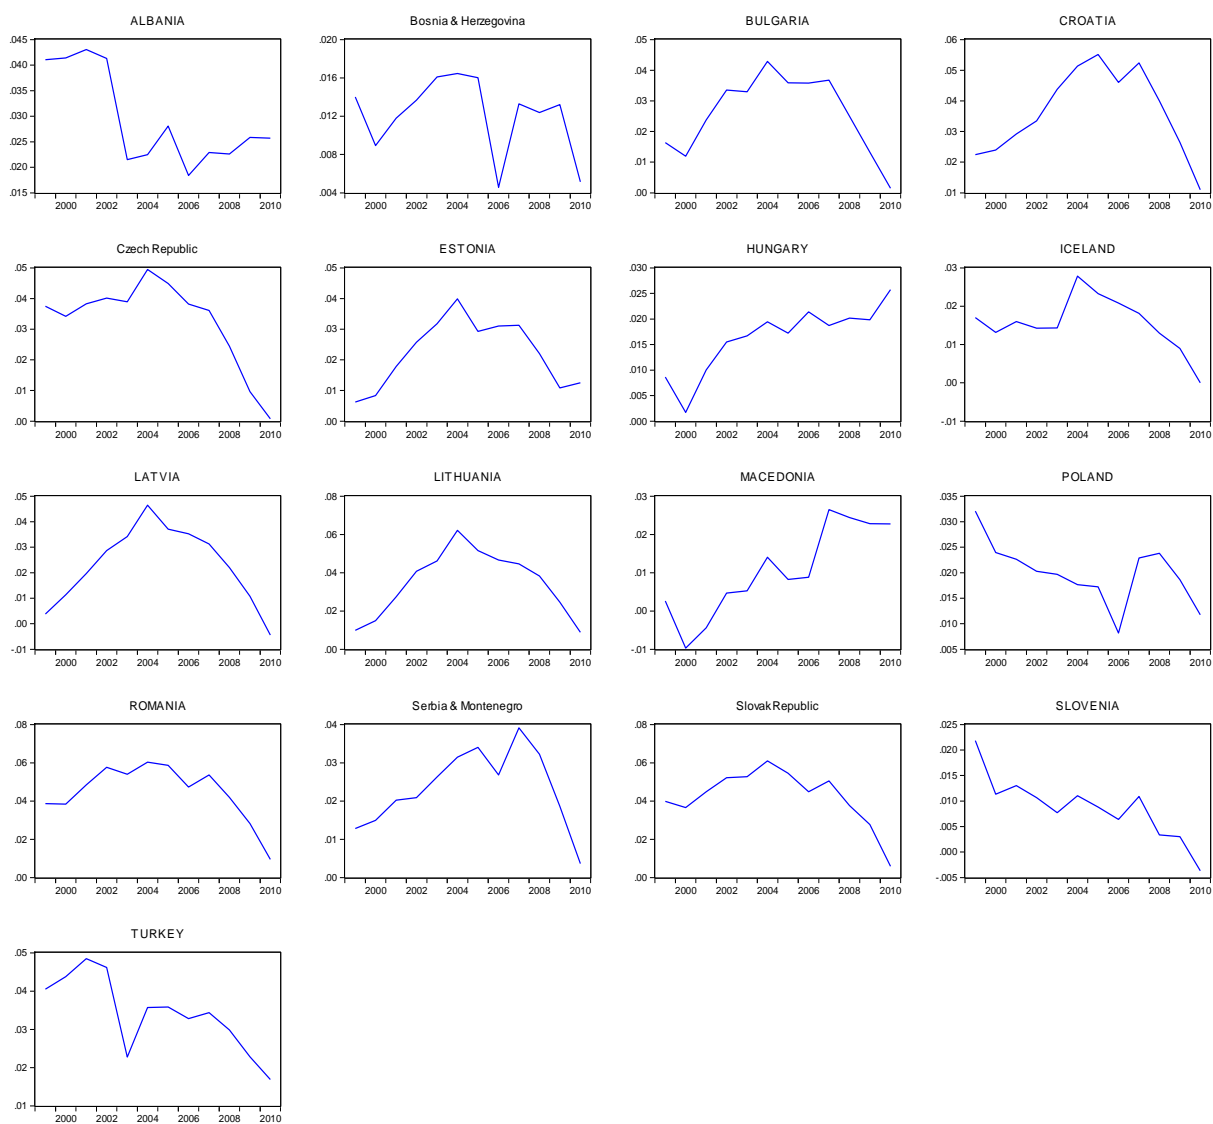 ALBANIA
.045
.040
.035
.030
.025
.020
.015
2000 2002 2004 2006 2008 2010
Bosnia & Herzegovina
.020
.016
.012
.008
.004
2000 2002 2004 2006 2008 2010
BULGARIA
.05
.04
.03
.02
.01
.00
2000 2002 2004 2006 2008 2010
CROATIA
.06
.05
.04
.03
.02
.01
2000 2002 2004 2006 2008 2010
Czech Republic
.05
.04
.03
.02
.01
.00
2000 2002 2004 2006 2008 2010
ESTONIA
.05
.04
.03
.02
.01
.00
2000 2002 2004 2006 2008 2010
HUNGARY
.030
.025
.020
.015
.010
.005
.000
2000 2002 2004 2006 2008 2010
ICELAND
.03
.02
.01
.00
-.01
2000 2002 2004 2006 2008 2010
LATVIA
.05
.04
.03
.02
.01
.00
-.01
2000 2002 2004 2006 2008 2010
LITHUANIA
.08
.06
.04
.02
.00
2000 2002 2004 2006 2008 2010
MACEDONIA
.03
.02
.01
.00
-.01
2000 2002 2004 2006 2008 2010
POLAND
.035
.030
.025
.020
.015
.010
.005
2000 2002 2004 2006 2008 2010
ROMANIA
.08
.06
.04
.02
.00
2000 2002 2004 2006 2008 2010
Serbia & Montenegro
.04
.03
.02
.01
.00
2000 2002 2004 2006 2008 2010
Slovak Republic
.08
.06
.04
.02
.00
2000 2002 2004 2006 2008 2010
SLOVENIA
.025
.020
.015
.010
.005
.000
-.005
2000 2002 2004 2006 2008 2010
TURKEY
.05
.04
.03
.02
.01
2000 2002 2004 2006 2008 2010